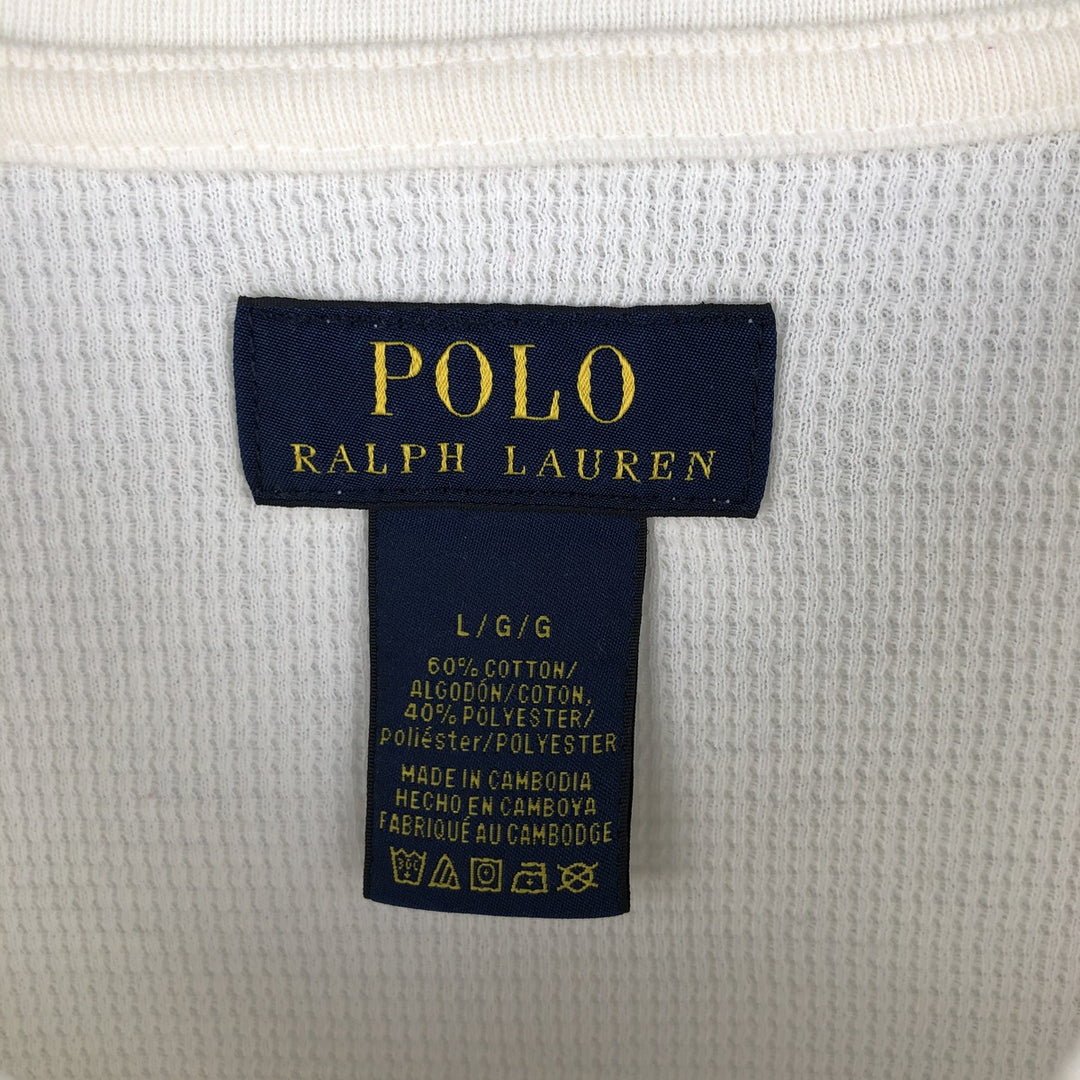 POLO
RALPH LAUREN
L/G/G
60% COTTON/
ALGODÓN/COTON,
40% POLYESTER/
poliéster/POLYESTER
MADE IN CAMBODIA
HECHO EN CAMBOYA
FABRIQUÉ AU CAMBODGE
30C